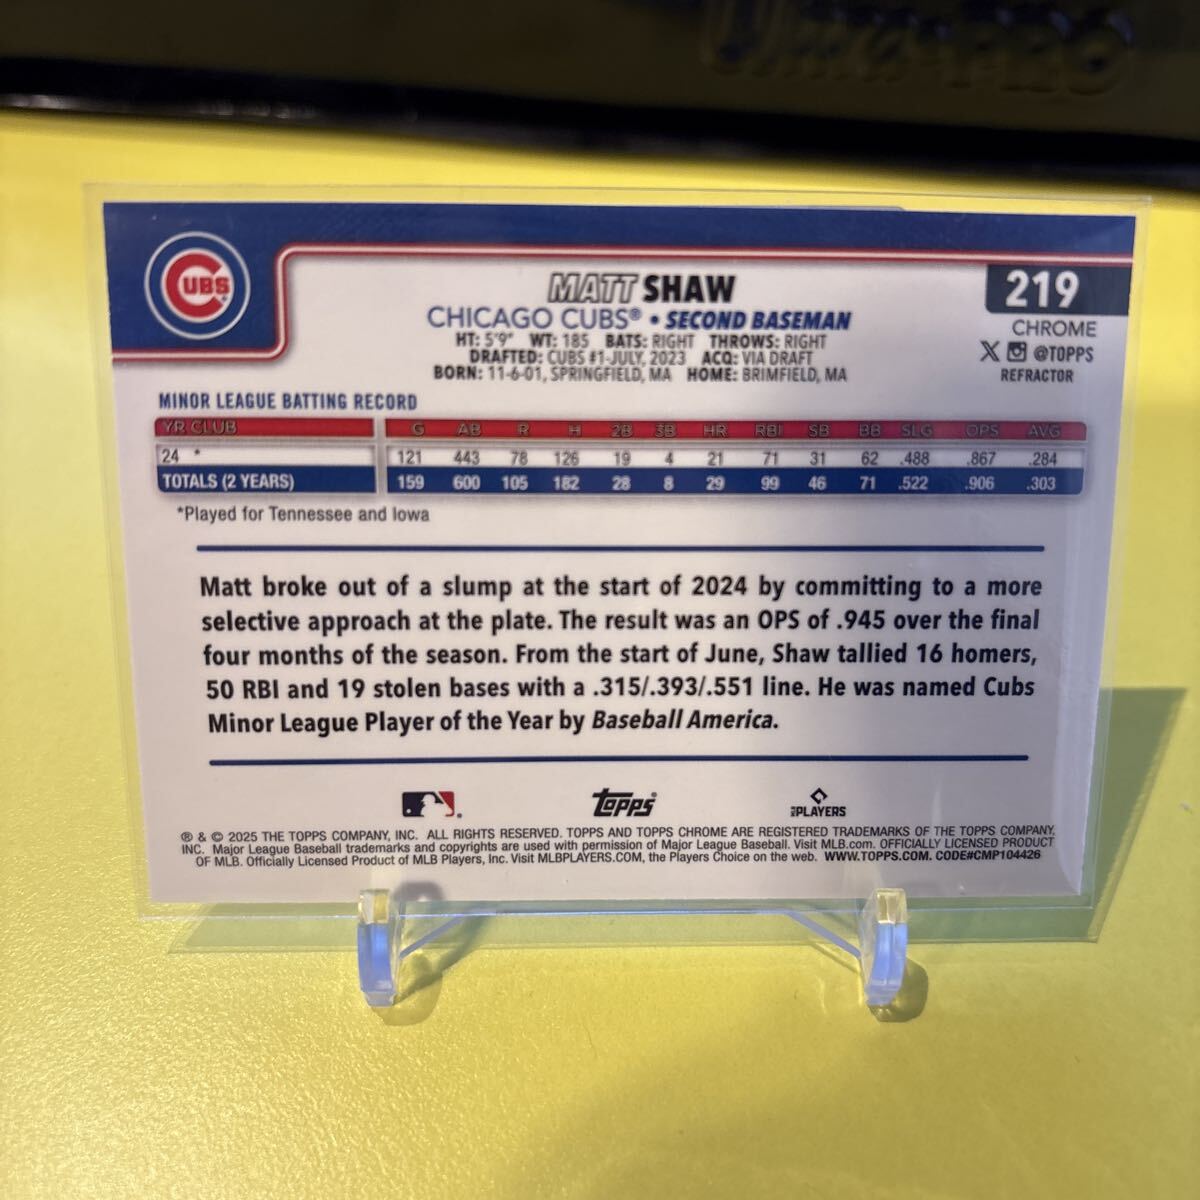 Ultra·PRO
CUBS
MATT SHAW
CHICAGO CUBS® • SECOND BASEMAN
HT: 5'9" WT: 185 BATS: RIGHT THROWS: RIGHT
DRAFTED: CUBS #1-JULY, 2023 ACQ: VIA DRAFT
BORN: 11-6-01, SPRINGFIELD, MA HOME: BRIMFIELD, MA
219
CHROME
X @TOPPS
REFRACTOR
MINOR LEAGUE BATTING RECORD
YR CLUB G AB R H 2B 3B HR RBI SB BB SLG OPS AVG
24 * 121 443 78 126 19 4 21 71 31 62 .488 .867 .284
TOTALS (2 YEARS) 159 600 105 182 28 8 29 99 46 71 .522 .906 .303
*Played for Tennessee and Iowa
Matt broke out of a slump at the start of 2024 by committing to a more
selective approach at the plate. The result was an OPS of .945 over the final
four months of the season. From the start of June, Shaw tallied 16 homers,
50 RBI and 19 stolen bases with a .315/.393/.551 line. He was named Cubs
Minor League Player of the Year by Baseball America.
Topps® PLAYERS
® & © 2025 THE TOPPS COMPANY, INC. ALL RIGHTS RESERVED. TOPPS AND TOPPS CHROME ARE REGISTERED TRADEMARKS OF THE TOPPS COMPANY,
INC. Major League Baseball trademarks and copyrights are used with permission of Major League Baseball. Visit MLB.com. OFFICIALLY LICENSED PRODUCT
OF MLB. Officially Licensed Product of MLB Players, Inc. Visit MLBPLAYERS.COM, the Players Choice on the web. WWW.TOPPS.COM. CODE#CMP104426